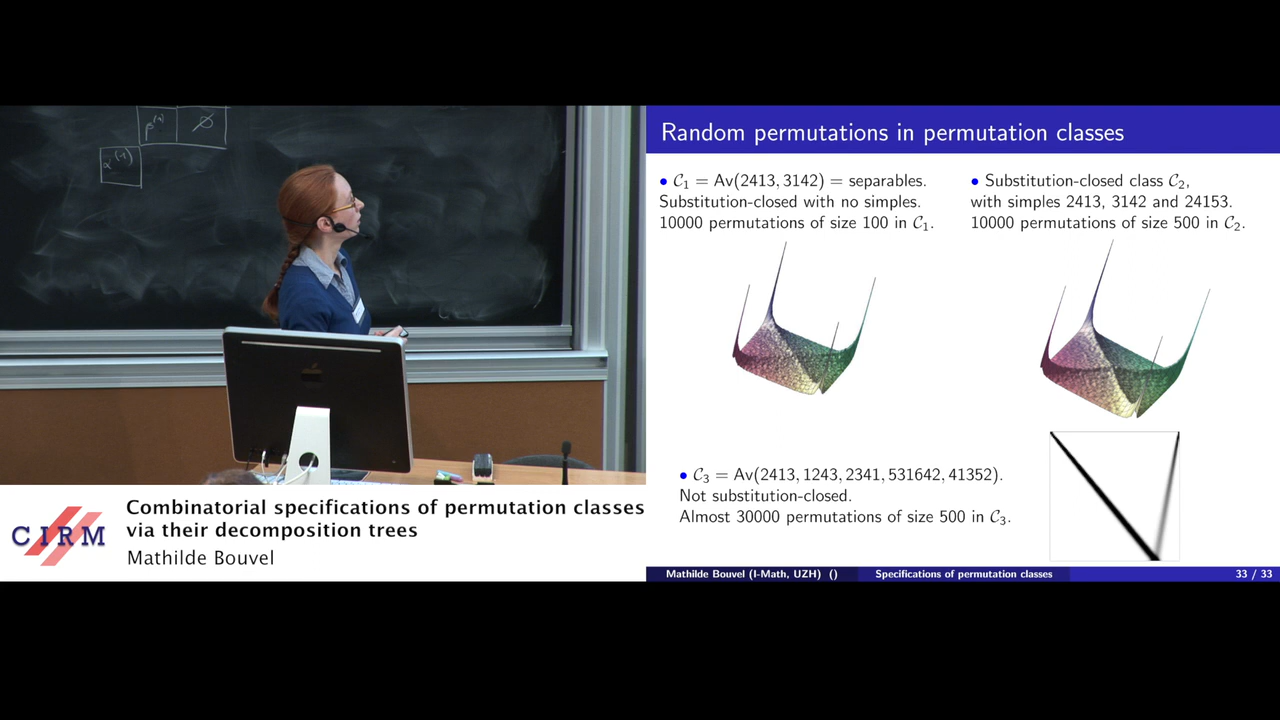 β(1)
α(-1)
CIRM
Combinatorial specifications of permutation classes
via their decomposition trees
Mathilde Bouvel
Random permutations in permutation classes
• 𝒞₁ = Av(2413, 3142) = separables.
Substitution-closed with no simples.
10000 permutations of size 100 in 𝒞₁.
• Substitution-closed class 𝒞₂,
with simples 2413, 3142 and 24153.
10000 permutations of size 500 in 𝒞₂.
• 𝒞₃ = Av(2413, 1243, 2341, 531642, 41352).
Not substitution-closed.
Almost 30000 permutations of size 500 in 𝒞₃.
Mathilde Bouvel (I-Math, UZH) () Specifications of permutation classes 33 / 33